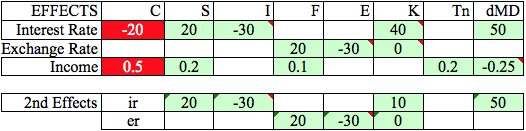 EFFECTS C S I F E K Tn dMD
Interest Rate -20 20 -30 40 50
Exchange Rate 20 -30 0
Income 0.5 0.2 0.1 0.2 -0.25
2nd Effects ir 20 -30 10 50
er 20 -30 0